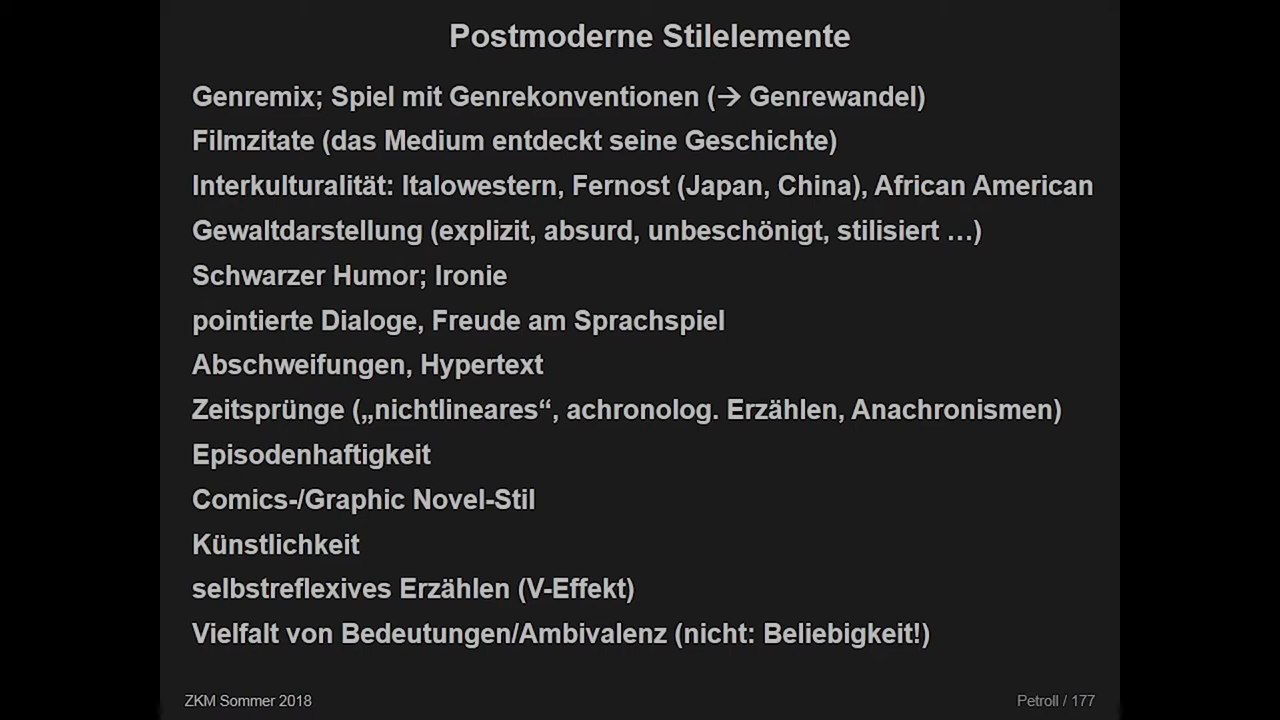 Postmoderne Stilelemente
Genremix; Spiel mit Genrekonventionen (→ Genrewandel)
Filmzitate (das Medium entdeckt seine Geschichte)
Interkulturalität: Italowestern, Fernost (Japan, China), African American
Gewaltdarstellung (explizit, absurd, unbeschönigt, stilisiert …)
Schwarzer Humor; Ironie
pointierte Dialoge, Freude am Sprachspiel
Abschweifungen, Hypertext
Zeitsprünge („nichtlineares“, achronolog. Erzählen, Anachronismen)
Episodenhaftigkeit
Comics-/Graphic Novel-Stil
Künstlichkeit
selbstreflexives Erzählen (V-Effekt)
Vielfalt von Bedeutungen/Ambivalenz (nicht: Beliebigkeit!)
ZKM Sommer 2018
Petroll / 177